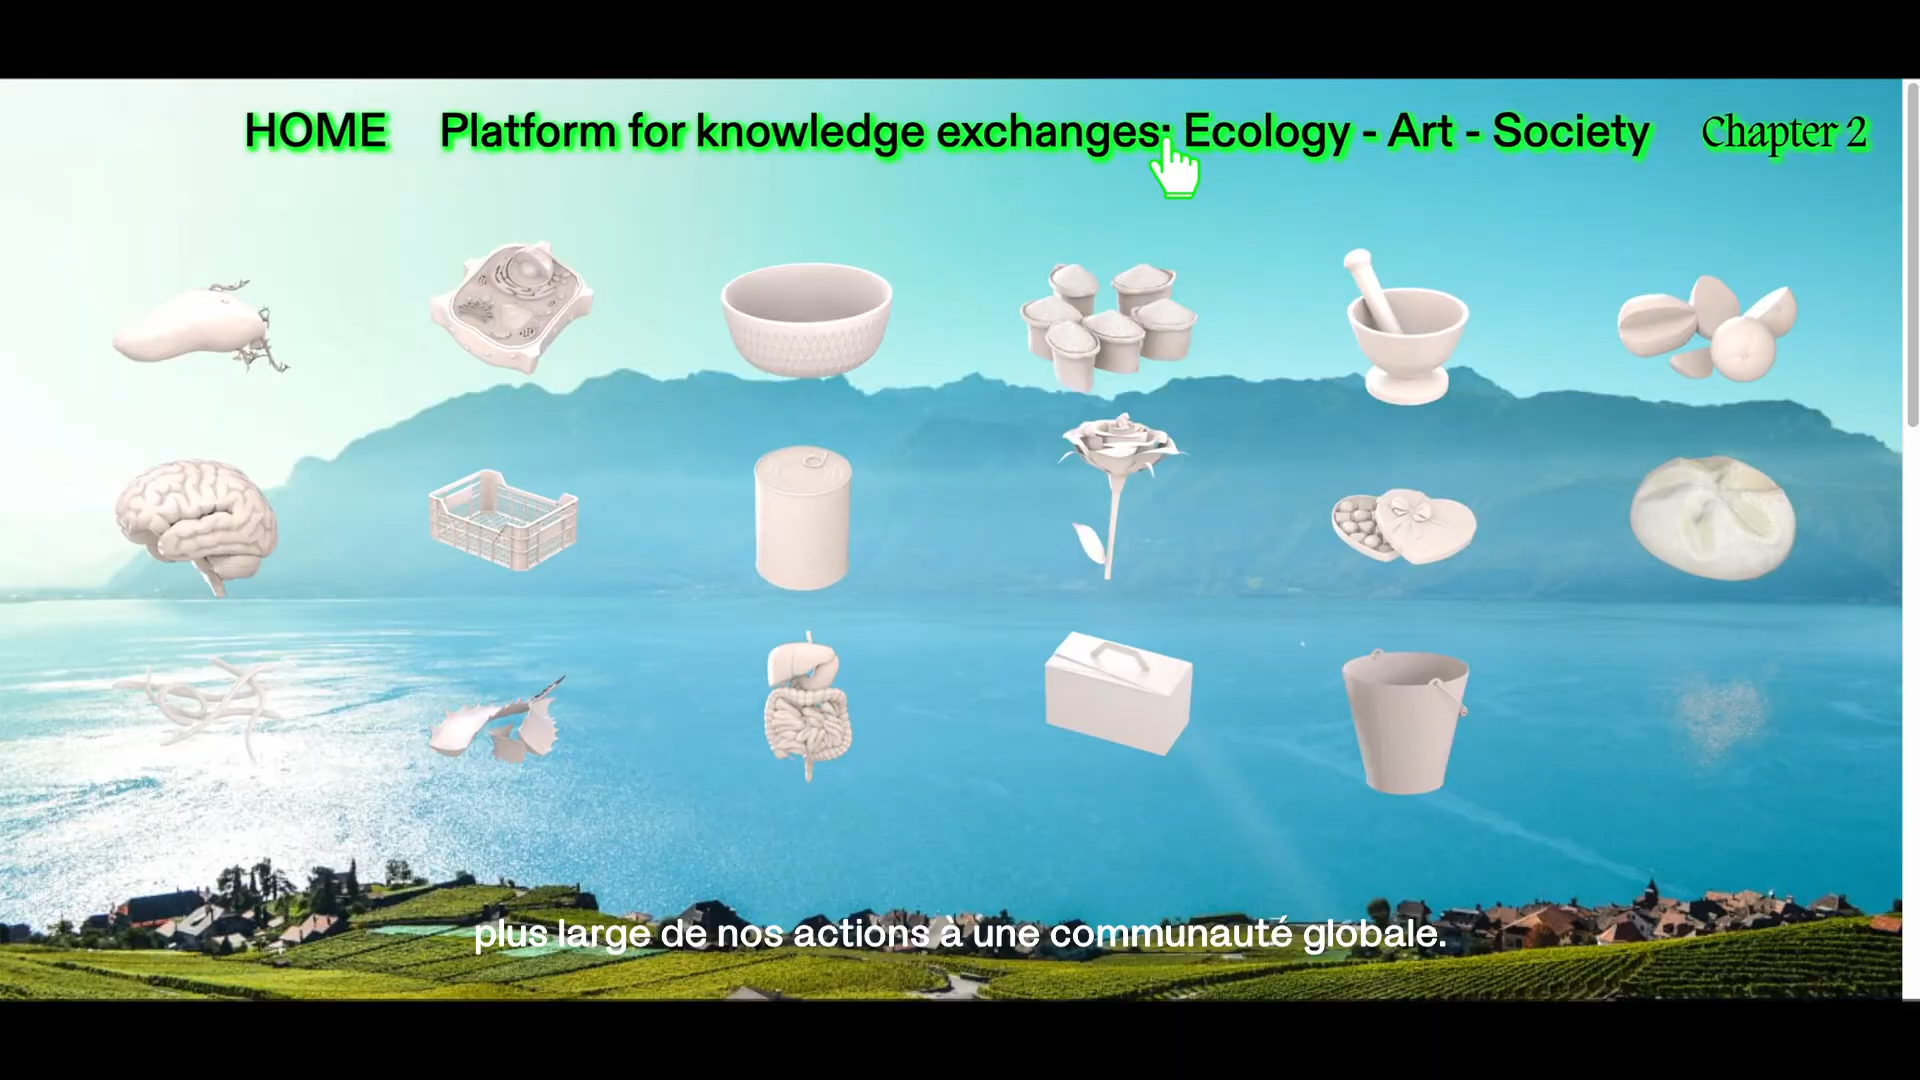 HOME Platform for knowledge exchanges: Ecology - Art - Society Chapter 2
plus large de nos actions à une communauté globale.